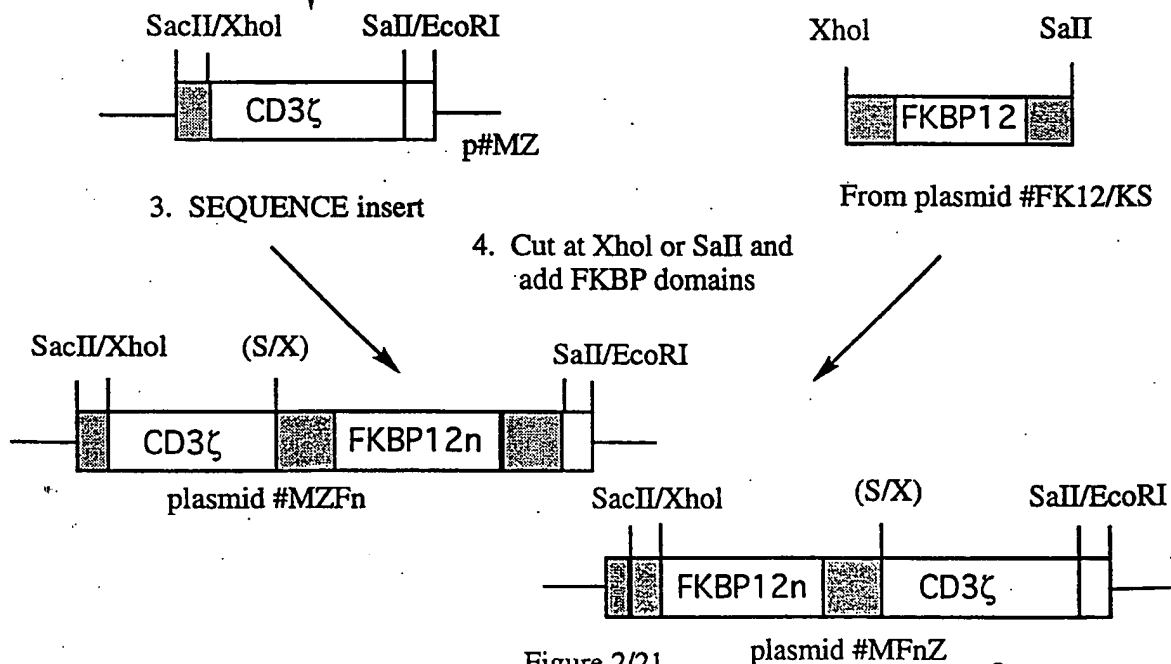 SacII/XhoI SalI/EcoRI
CD3ζ
p#MZ
XhoI SalI
FKBP12
From plasmid #FK12/KS
3. SEQUENCE insert
4. Cut at XhoI or SalI and
add FKBP domains
SacII/XhoI (S/X) SalI/EcoRI
CD3ζ FKBP12n
plasmid #MZFn
SacII/XhoI (S/X) SalI/EcoRI
FKBP12n CD3ζ
plasmid #MFnZ
Figure 2/21